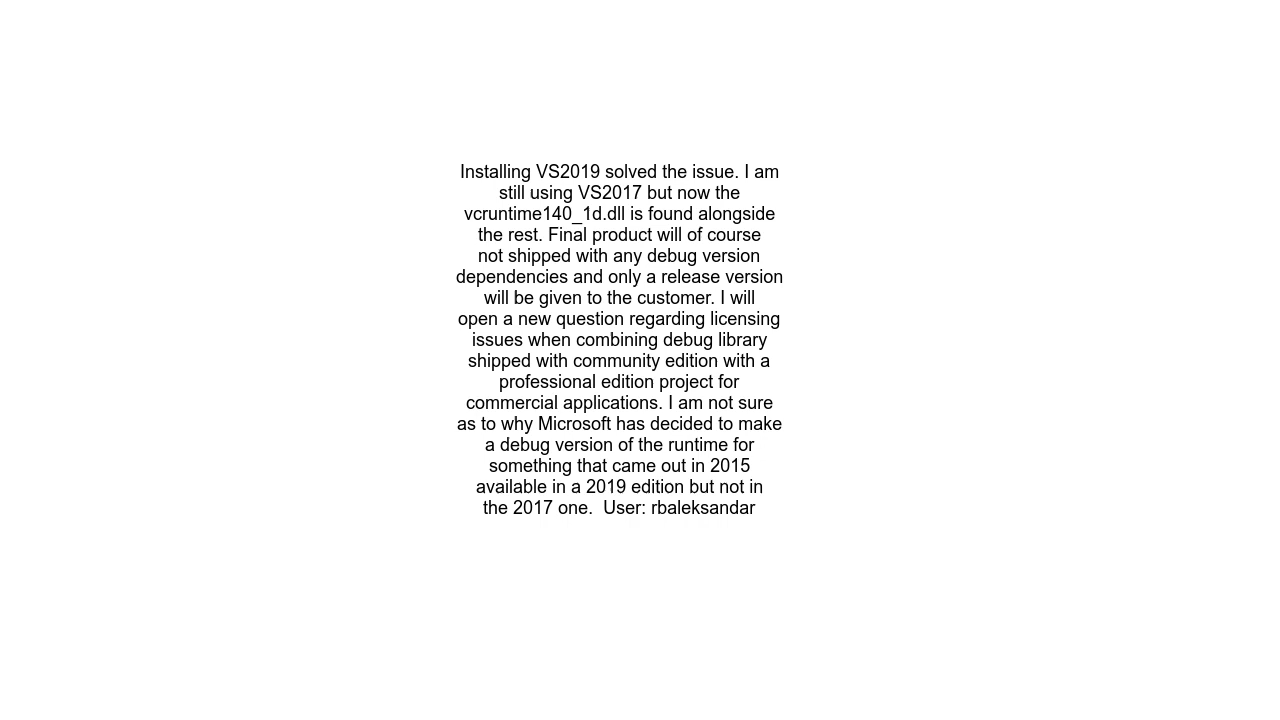 Installing VS2019 solved the issue. I am
still using VS2017 but now the
vcruntime140_1d.dll is found alongside
the rest. Final product will of course
not shipped with any debug version
dependencies and only a release version
will be given to the customer. I will
open a new question regarding licensing
issues when combining debug library
shipped with community edition with a
professional edition project for
commercial applications. I am not sure
as to why Microsoft has decided to make
a debug version of the runtime for
something that came out in 2015
available in a 2019 edition but not in
the 2017 one.  User: rbaleksandar